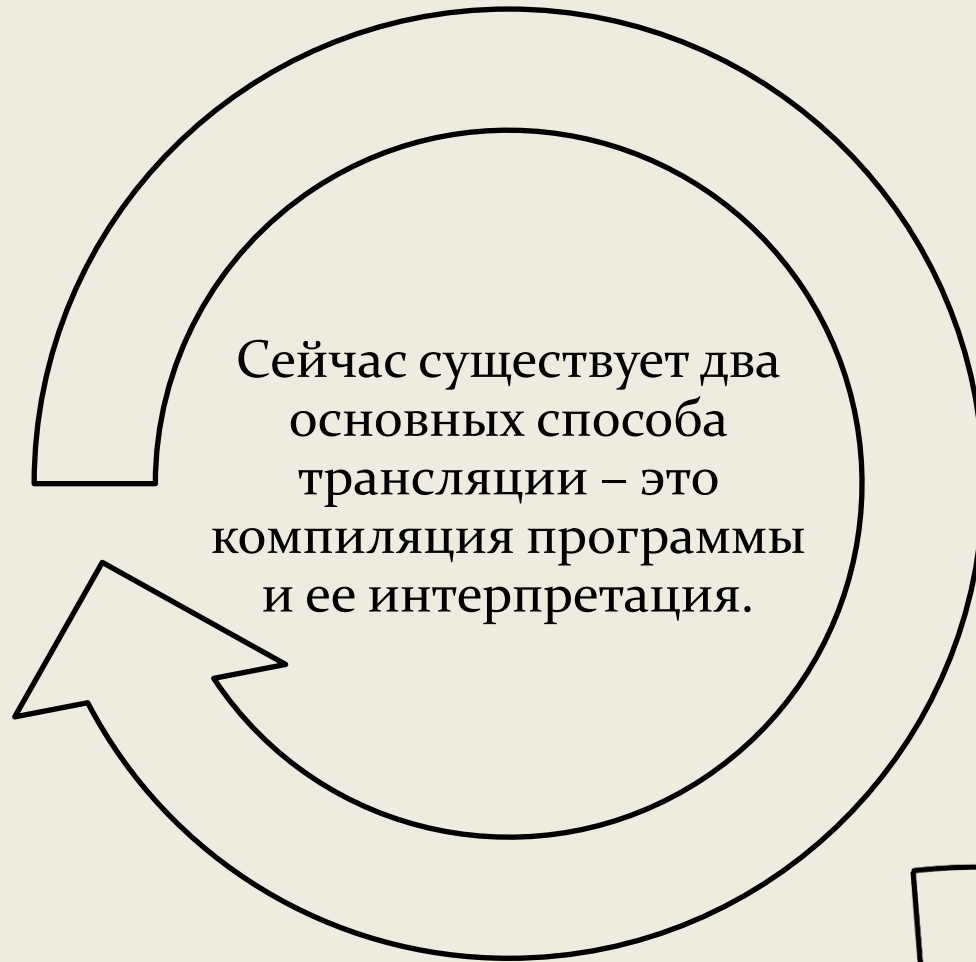 Сейчас существует два
основных способа
трансляции – это
компиляция программы
и ее интерпретация.